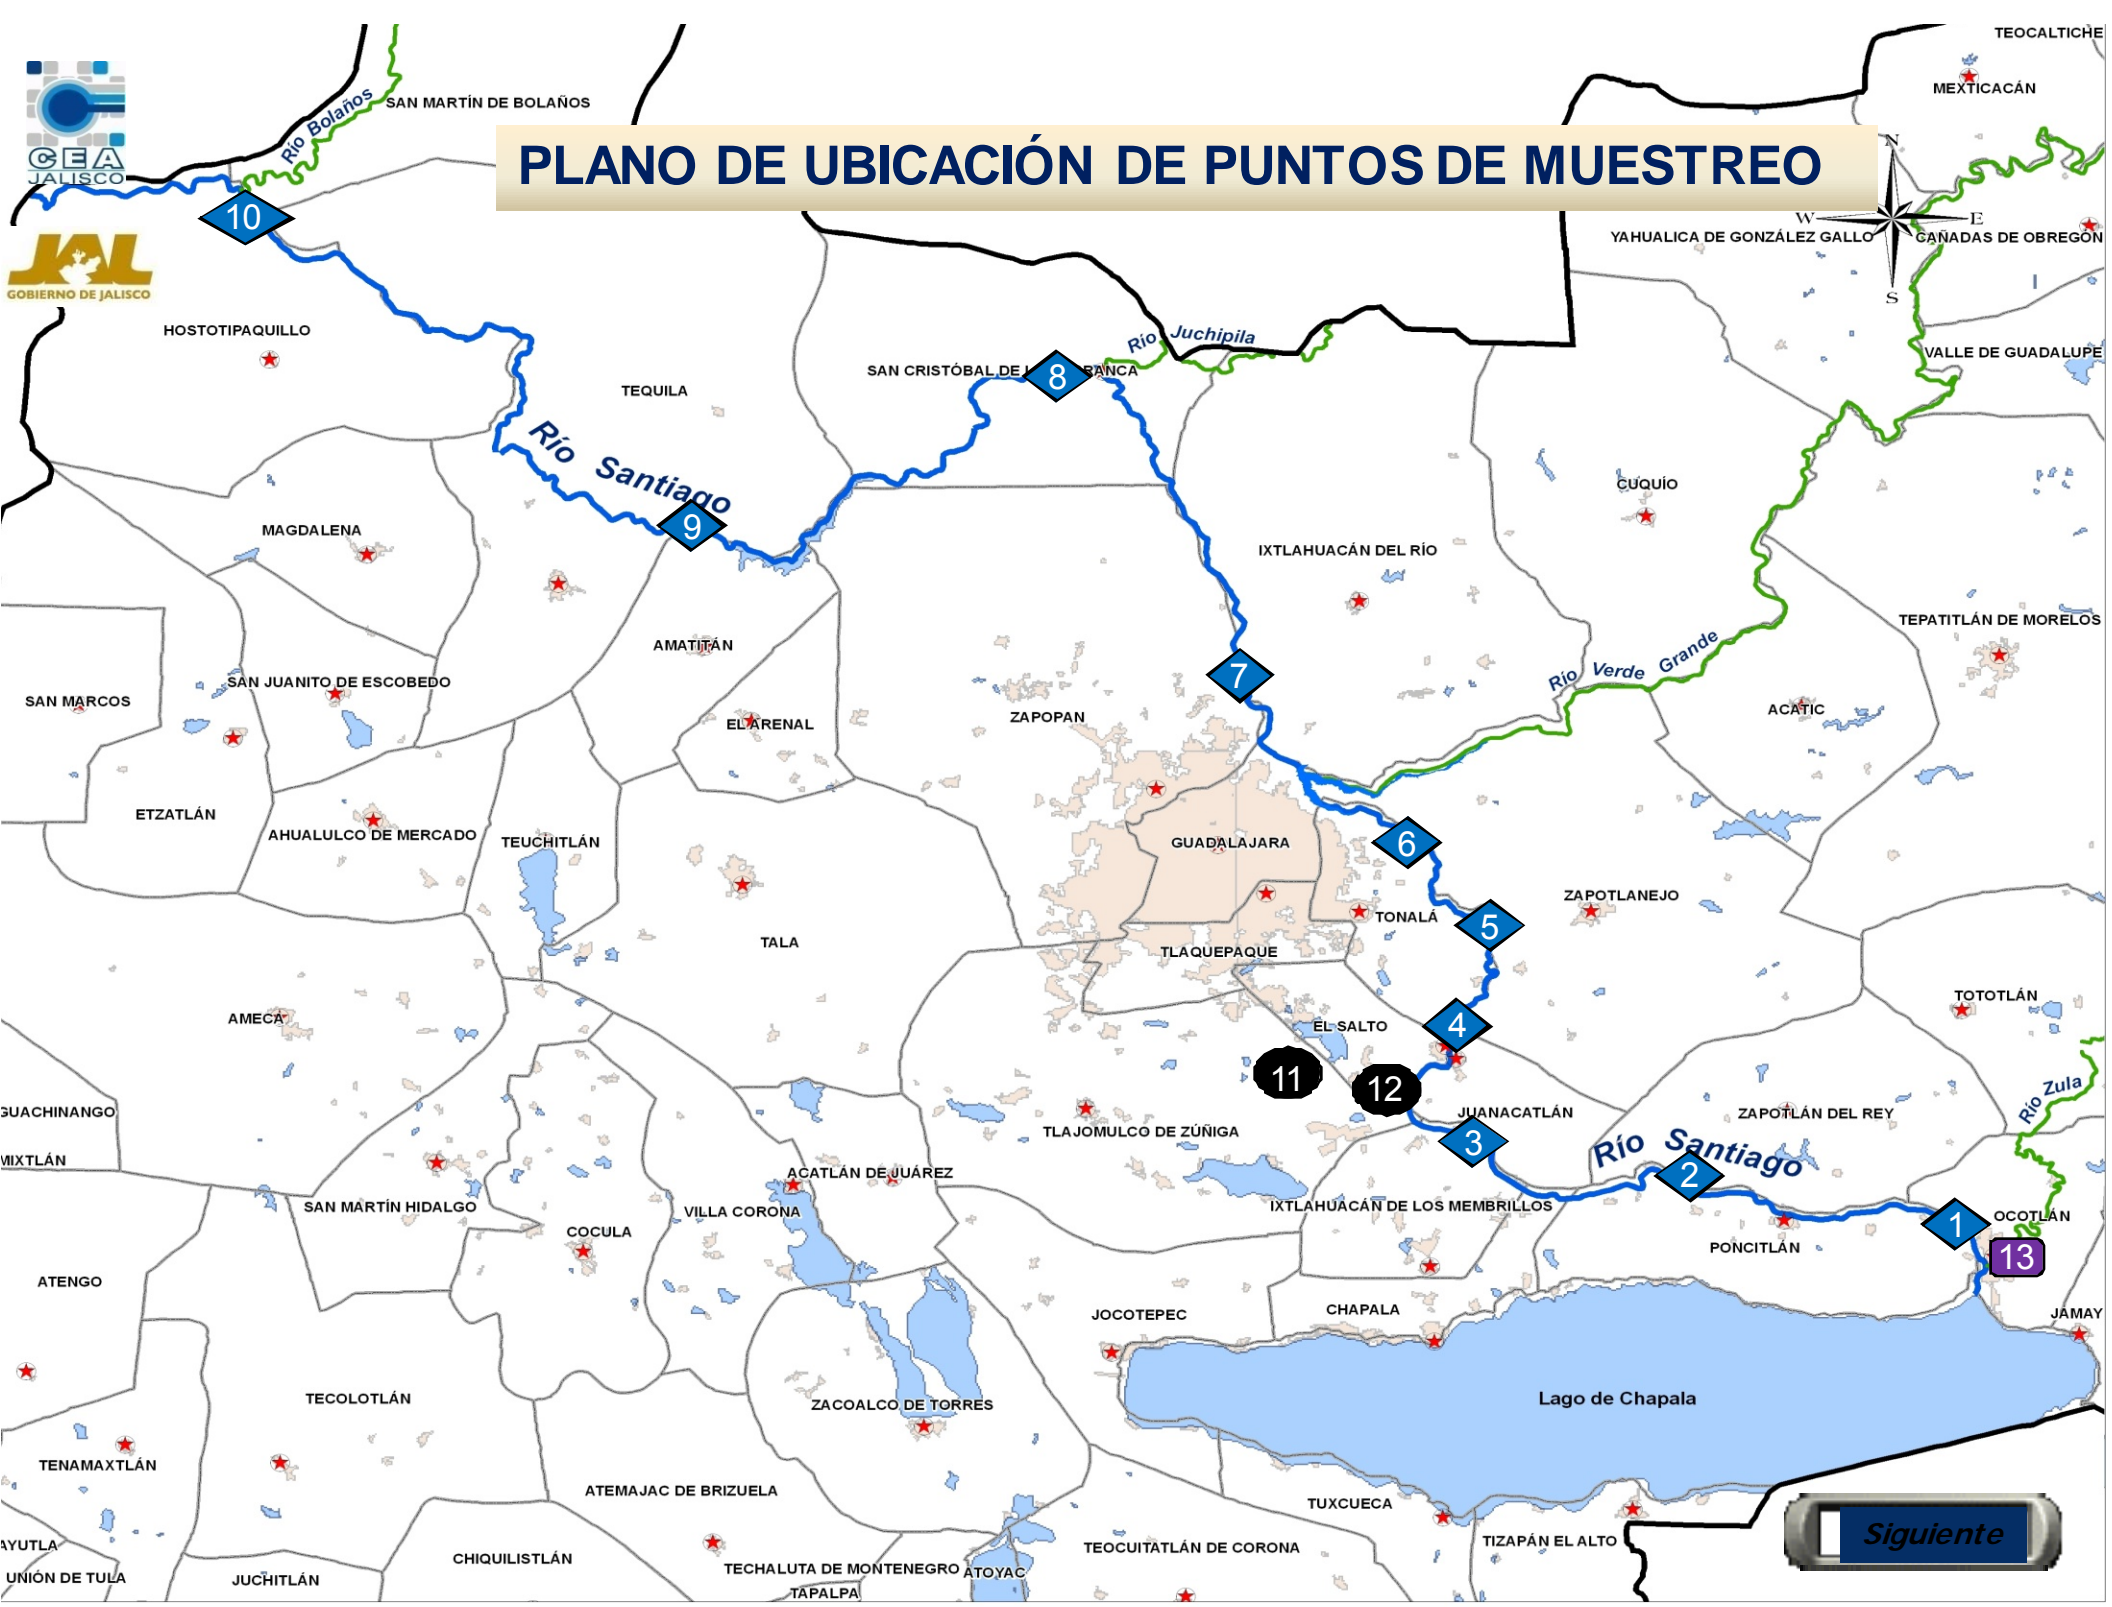 TEOCALTICHE
MEXTICACÁN
SAN MARTÍN DE BOLAÑOS
Río Bolaños
CEA
JALISCO
PLANO DE UBICACIÓN DE PUNTOS DE MUESTREO
N
W
E
S
10
JAL
GOBIERNO DE JALISCO
YAHUALICA DE GONZÁLEZ GALLO
CAÑADAS DE OBREGÓN
HOSTOTIPAQUILLO
Río Juchipila
VALLE DE GUADALUPE
SAN CRISTÓBAL DE
8
RANCA
TEQUILA
Río Santiago
CUQUÍO
9
MAGDALENA
IXTLAHUACÁN DEL RÍO
TEPATITLÁN DE MORELOS
AMATITÁN
Río Verde Grande
SAN JUANITO DE ESCOBEDO
7
SAN MARCOS
ZAPOPAN
EL ARENAL
ACATIC
ETZATLÁN
AHUALULCO DE MERCADO
TEUCHITLÁN
GUADALAJARA
6
ZAPOTLANEJO
TONALÁ
5
TALA
TLAQUEPAQUE
TOTOTLÁN
AMECA
EL SALTO
4
11
12
Río Zula
GUACHINANGO
JUANACATLÁN
ZAPOTLÁN DEL REY
TLAJOMULCO DE ZÚÑIGA
3
Río Santiago
MIXTLÁN
ACATLÁN DE JUÁREZ
2
SAN MARTÍN HIDALGO
VILLA CORONA
IXTLAHUACÁN DE LOS MEMBRILLOS
1
OCOTLÁN
COCULA
PONCITLÁN
13
ATENGO
JOCOTEPEC
CHAPALA
JAMAY
TECOLOTLÁN
ZACOALCO DE TORRES
Lago de Chapala
TENAMAXTLÁN
ATEMAJAC DE BRIZUELA
TUXCUECA
Siguiente
AYUTLA
CHIQUILISTLÁN
TEOCUITATLÁN DE CORONA
TIZAPÁN EL ALTO
UNIÓN DE TULA
JUCHITLÁN
TECHALUTA DE MONTENEGRO
ATOYAC
TAPALPA